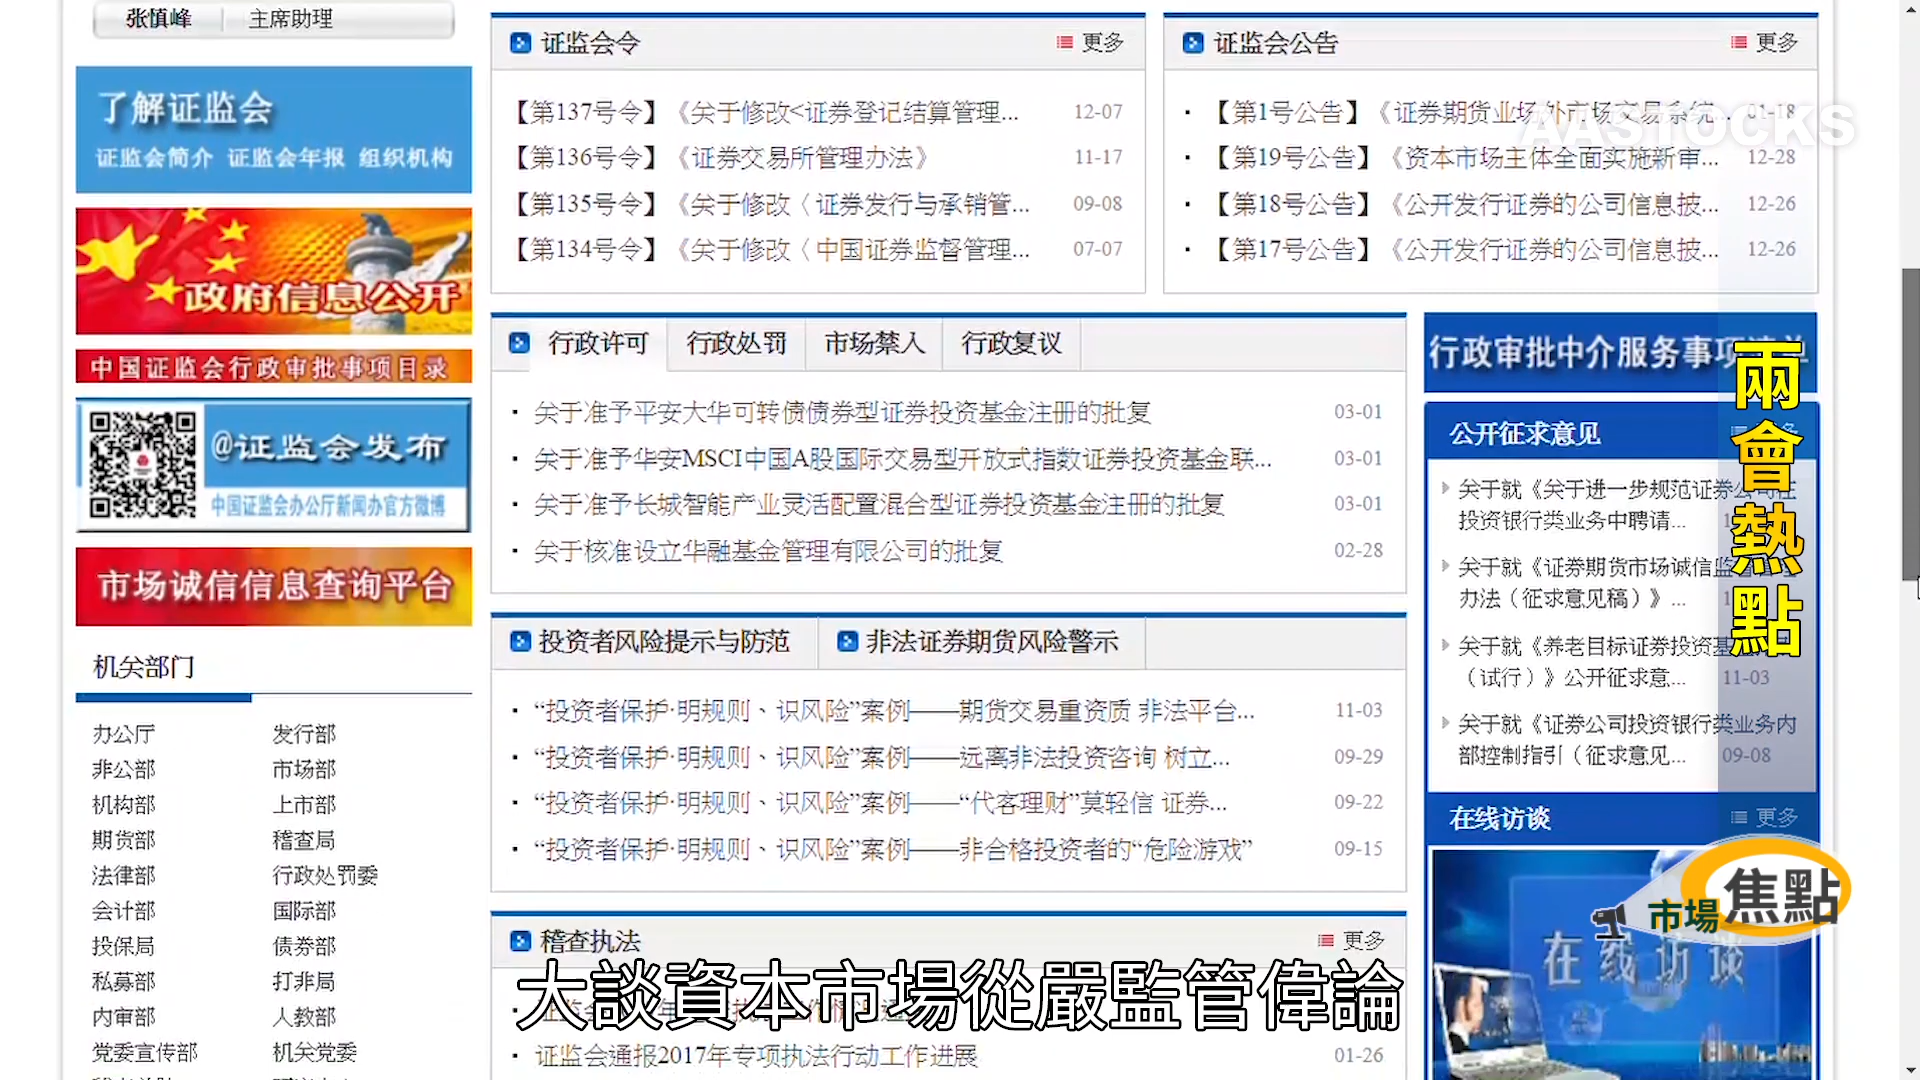 张慎峰 主席助理
了解证监会
证监会简介 证监会年报 组织机构
政府信息公开
中国证监会行政审批事项目录
@证监会发布
中国证监会办公厅新闻办官方微博
市场诚信信息查询平台
机关部门
办公厅 发行部
非公部 市场部
机构部 上市部
期货部 稽查局
法律部 行政处罚委
会计部 国际部
投保局 债券部
私募部 打非局
内审部 人教部
党委宣传部 机关党委
证监会令 更多
【第137号令】《关于修改<证券登记结算管理... 12-07
【第136号令】《证券交易所管理办法》 11-17
【第135号令】《关于修改〈证券发行与承销管... 09-08
【第134号令】《关于修改〈中国证券监督管理... 07-07
证监会公告 更多
· 【第1号公告】《证券期货业场外市场交易系统... 01-18
· 【第19号公告】《资本市场主体全面实施新审... 12-28
· 【第18号公告】《公开发行证券的公司信息披... 12-26
· 【第17号公告】《公开发行证券的公司信息披... 12-26
AASTOCKS
行政许可 行政处罚 市场禁入 行政复议
· 关于准予平安大华可转债债券型证券投资基金注册的批复 03-01
· 关于准予华安MSCI中国A股国际交易型开放式指数证券投资基金联... 03-01
· 关于准予长城智能产业灵活配置混合型证券投资基金注册的批复 03-01
· 关于核准设立华融基金管理有限公司的批复 02-28
投资者风险提示与防范 非法证券期货风险警示
· “投资者保护·明规则、识风险”案例——期货交易重资质 非法平台... 11-03
· “投资者保护·明规则、识风险”案例——远离非法投资咨询 树立... 09-29
· “投资者保护·明规则、识风险”案例——“代客理财”莫轻信 证券... 09-22
· “投资者保护·明规则、识风险”案例——非合格投资者的“危险游戏” 09-15
稽查执法 更多
· 证监会通报2017年专项执法行动工作进展 01-26
行政审批中介服务事项清单
公开征求意见
关于就《关于进一步规范证券公司在
投资银行类业务中聘请...
关于就《证券期货市场诚信监督管理
办法（征求意见稿）》...
关于就《养老目标证券投资基
（试行）》公开征求意... 11-03
关于就《证券公司投资银行类业务内
部控制指引（征求意见... 09-08
在线访谈 更多
在线访谈
兩會熱點
市場焦點
大談資本市場從嚴監管偉論